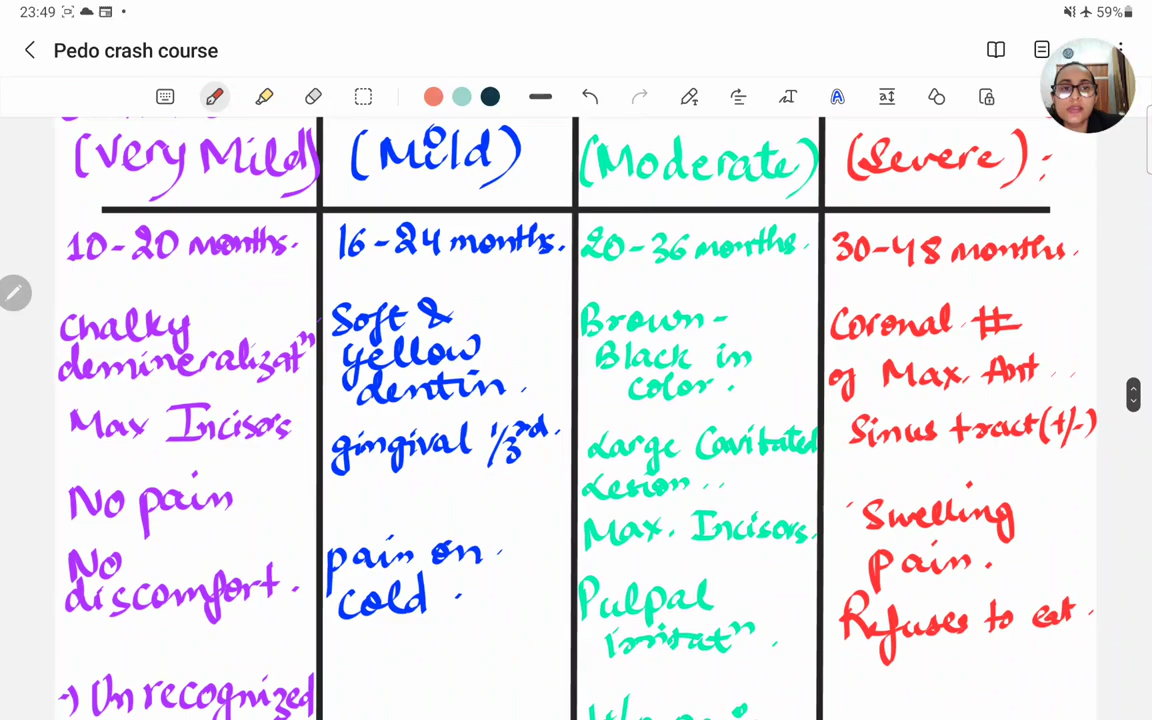 23:49
59%
Pedo crash course
(Very Mild)
(Mild)
(Moderate)
(Severe) :
10-20 months.
16-24 months.
20-36 months.
30-48 months.
Chalky
demineralizatⁿ
Max Incisors
No pain
No
discomfort.
→) Unrecognized
Soft &
yellow
dentin.
gingival 1/3rd.
pain on
cold.
Brown-
Black in
color.
Large Cavitated
Lesion..
Max. Incisors.
Pulpal
irritatⁿ.
Coronal #
of Max. Ant..
Sinus tract (+/-)
Swelling
pain.
Refuses to eat.